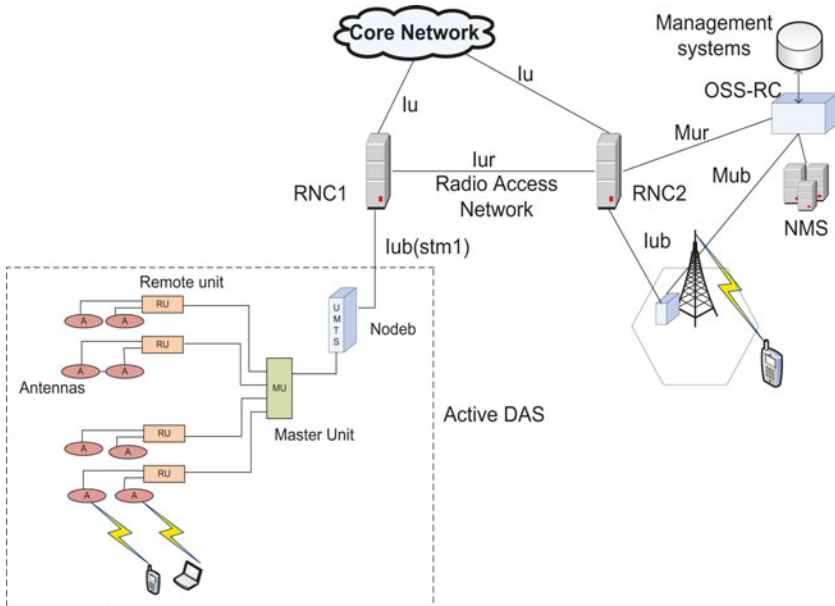 Core Network
Management
systems
OSS-RC
Iu
Iu
Mur
Iur
RNC1
Radio Access
Network
RNC2
Mub
NMS
Iub(stm1)
Iub
Remote unit
RU
A
A
UMTS
Nodeb
RU
A
A
Antennas
MU
Master Unit
Active DAS
RU
A
A
RU
A
A